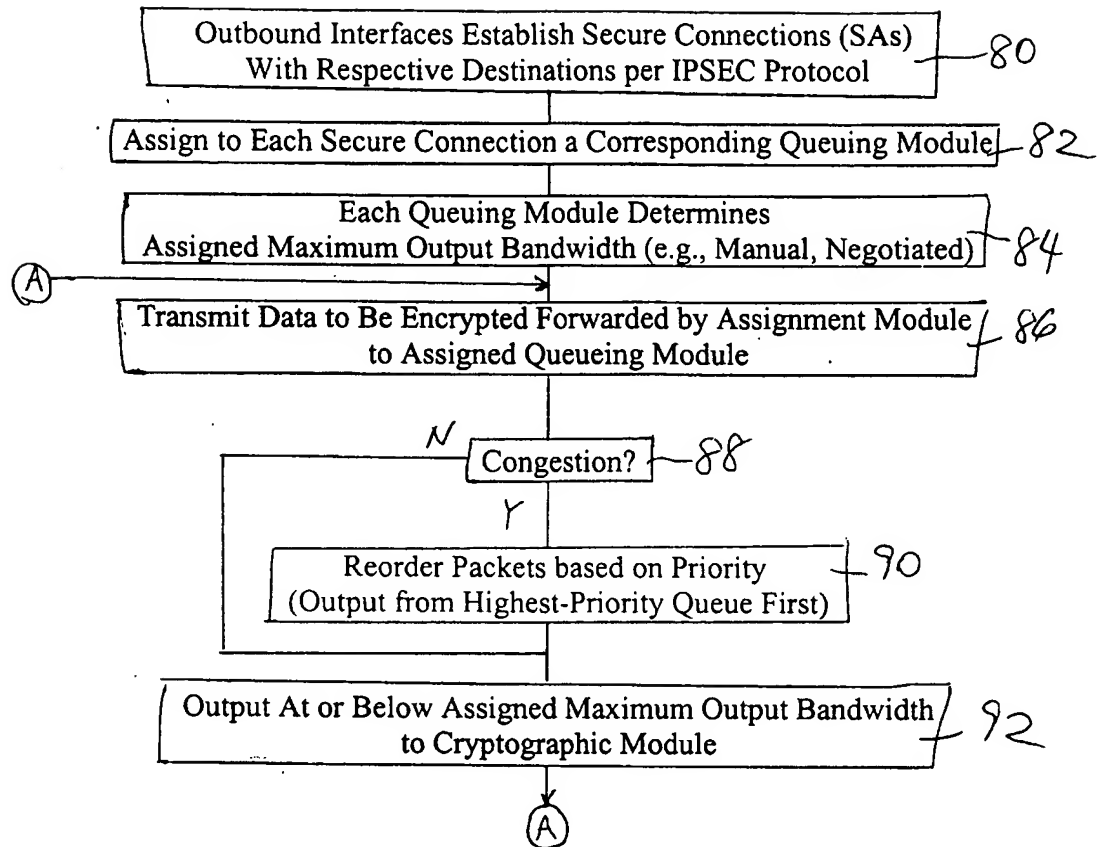 Outbound Interfaces Establish Secure Connections (SAs)
With Respective Destinations per IPSEC Protocol
80
Assign to Each Secure Connection a Corresponding Queuing Module
82
Each Queuing Module Determines
Assigned Maximum Output Bandwidth (e.g., Manual, Negotiated)
84
A
Transmit Data to Be Encrypted Forwarded by Assignment Module
to Assigned Queueing Module
86
N
Congestion?
88
Y
Reorder Packets based on Priority
(Output from Highest-Priority Queue First)
90
Output At or Below Assigned Maximum Output Bandwidth
to Cryptographic Module
92
A